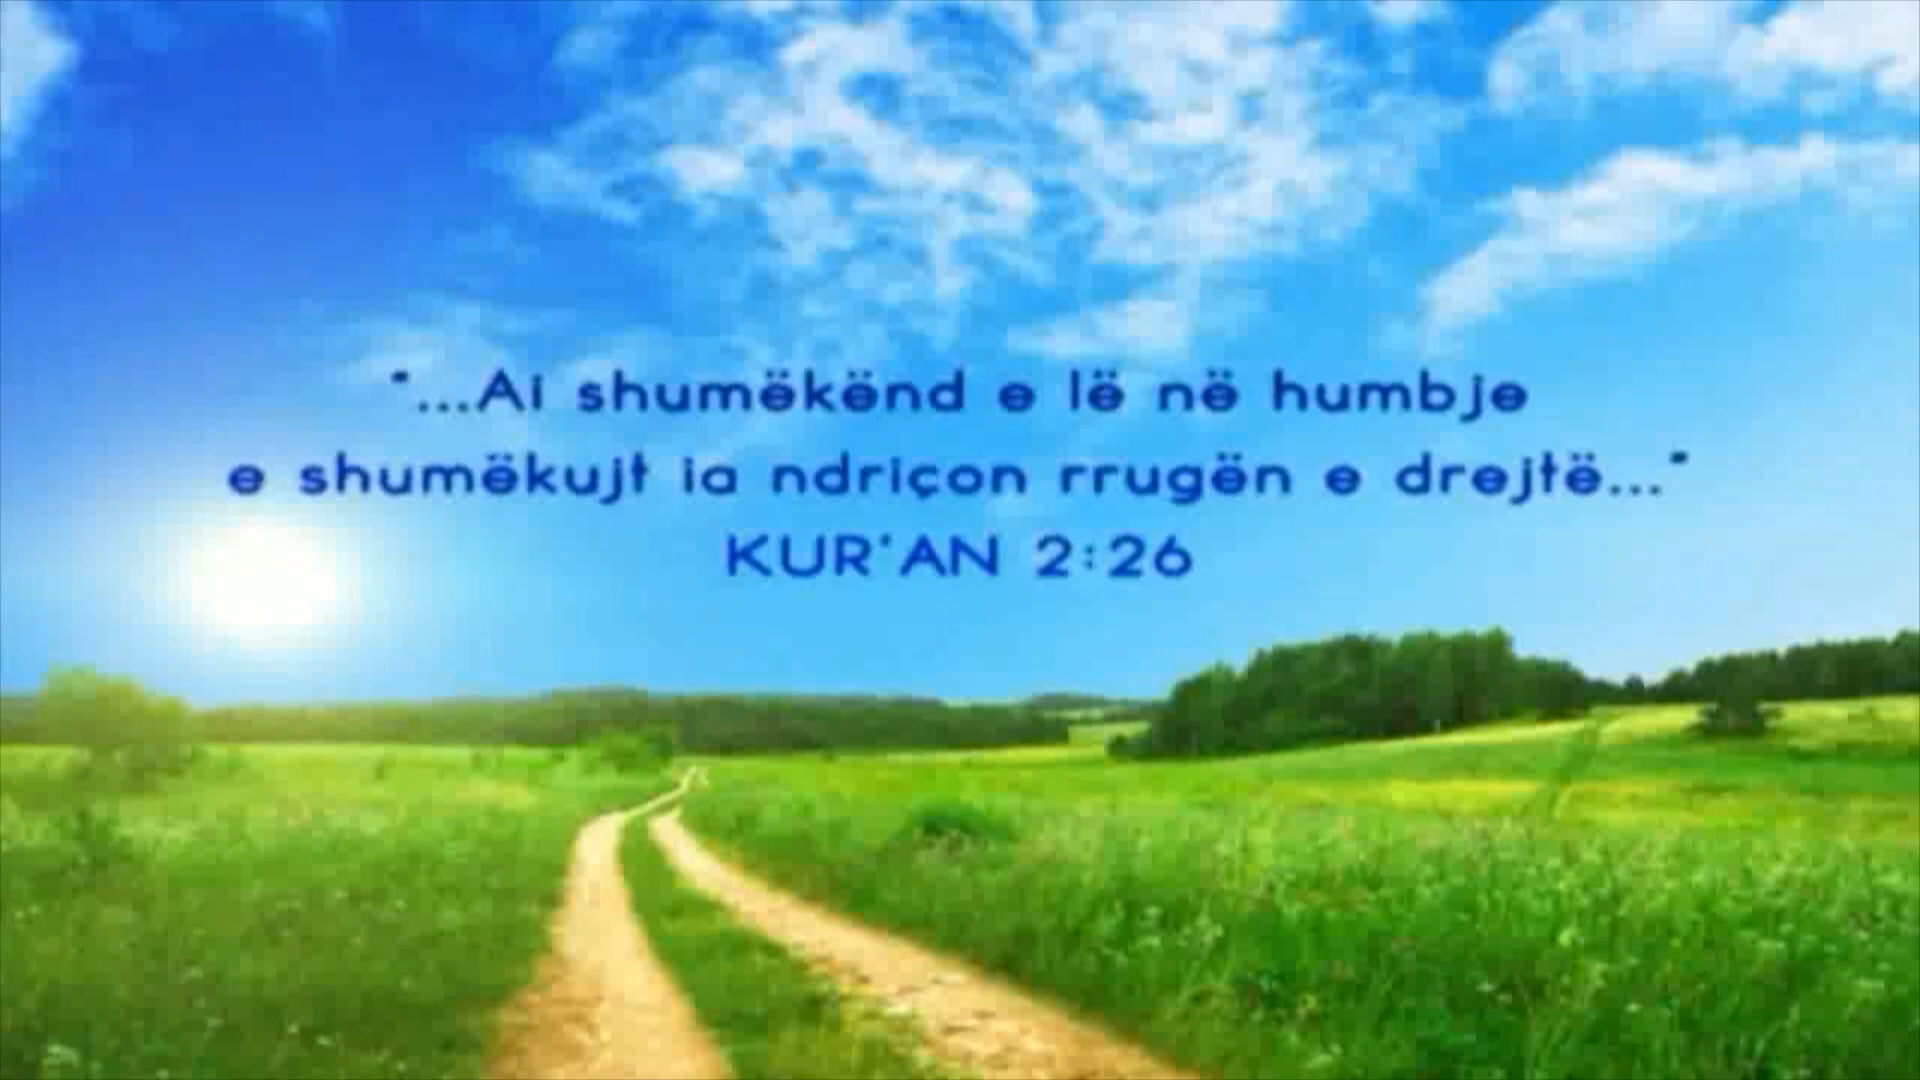 "...Ai shumëkënd e lë në humbje
e shumëkujt ia ndriçon rrugën e drejtë..."
KUR'AN 2:26